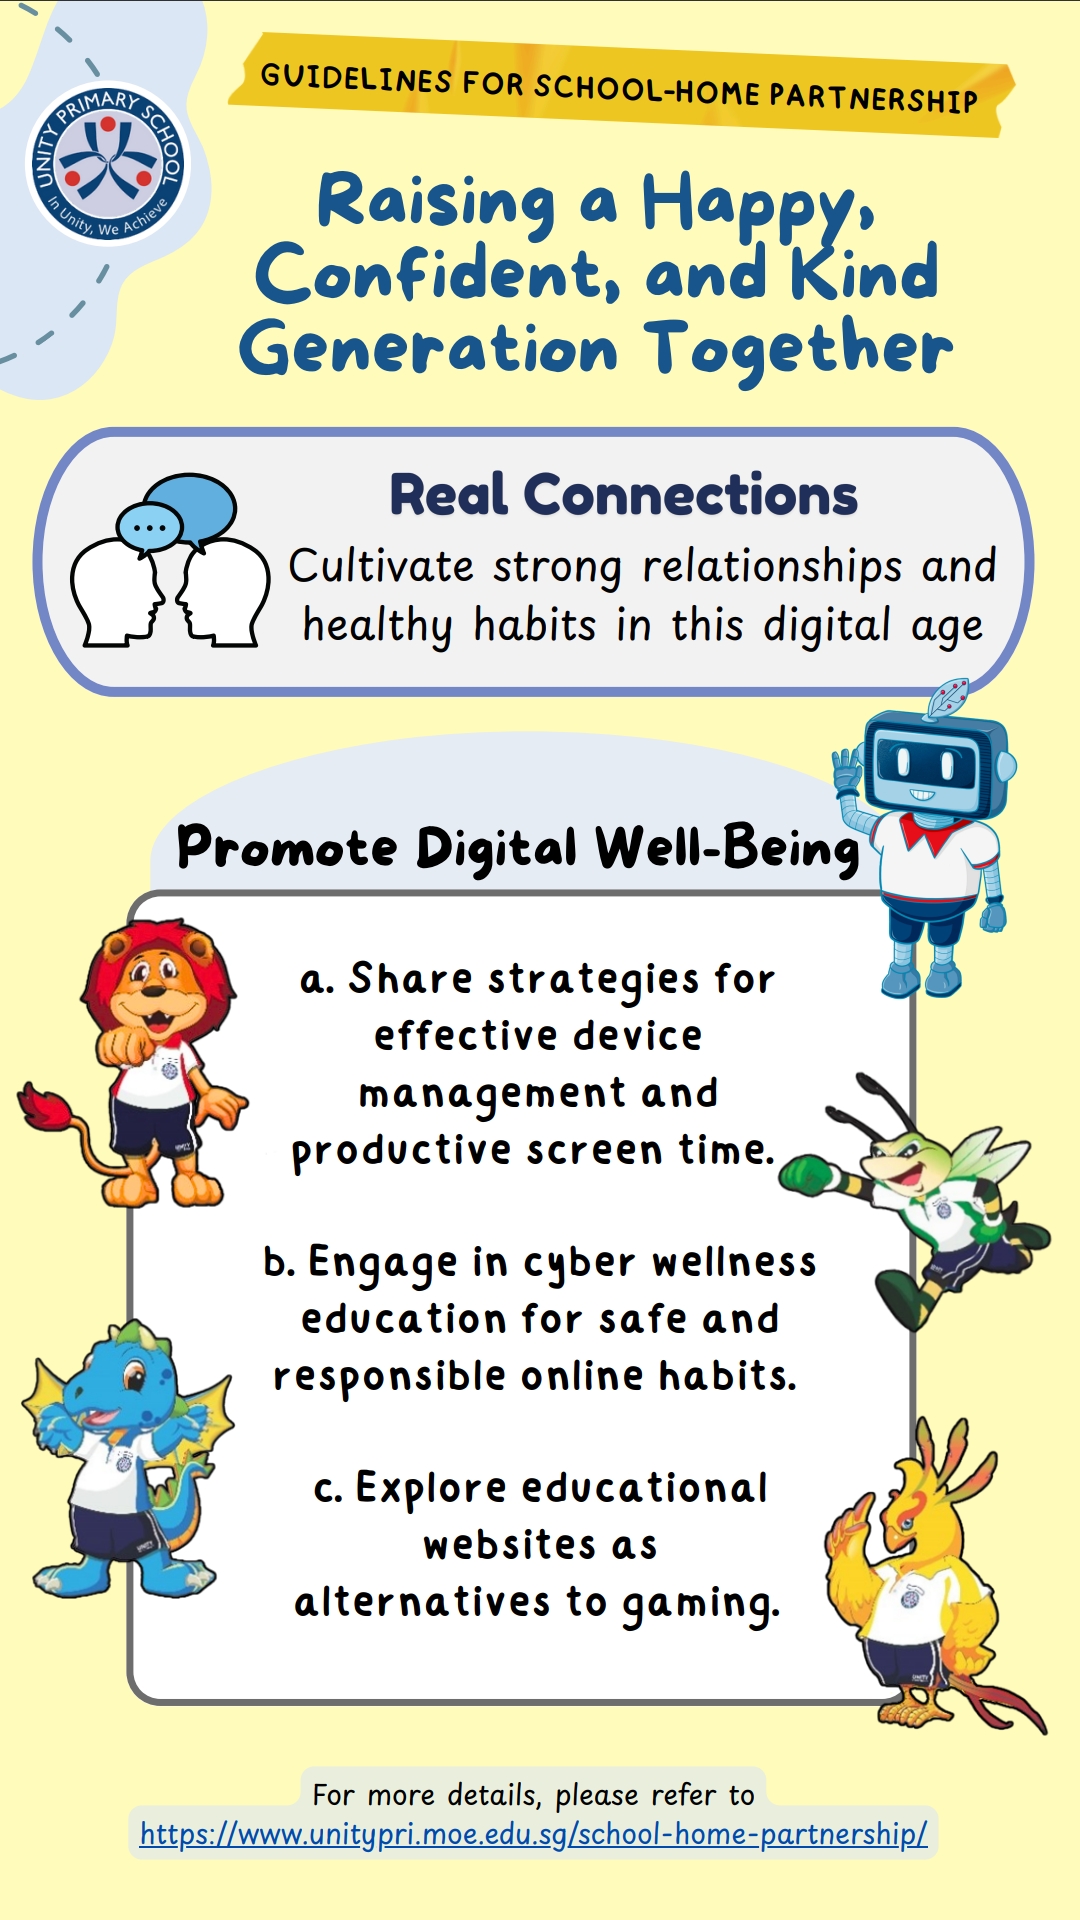 UNITY PRIMARY SCHOOL
In Unity, We Achieve
GUIDELINES FOR SCHOOL-HOME PARTNERSHIP
Raising a Happy,
Confident, and Kind
Generation Together
Real Connections
Cultivate strong relationships and
healthy habits in this digital age
Promote Digital Well-Being
a. Share strategies for
effective device
management and
productive screen time.
b. Engage in cyber wellness
education for safe and
responsible online habits.
c. Explore educational
websites as
alternatives to gaming.
For more details, please refer to
https://www.unitypri.moe.edu.sg/school-home-partnership/